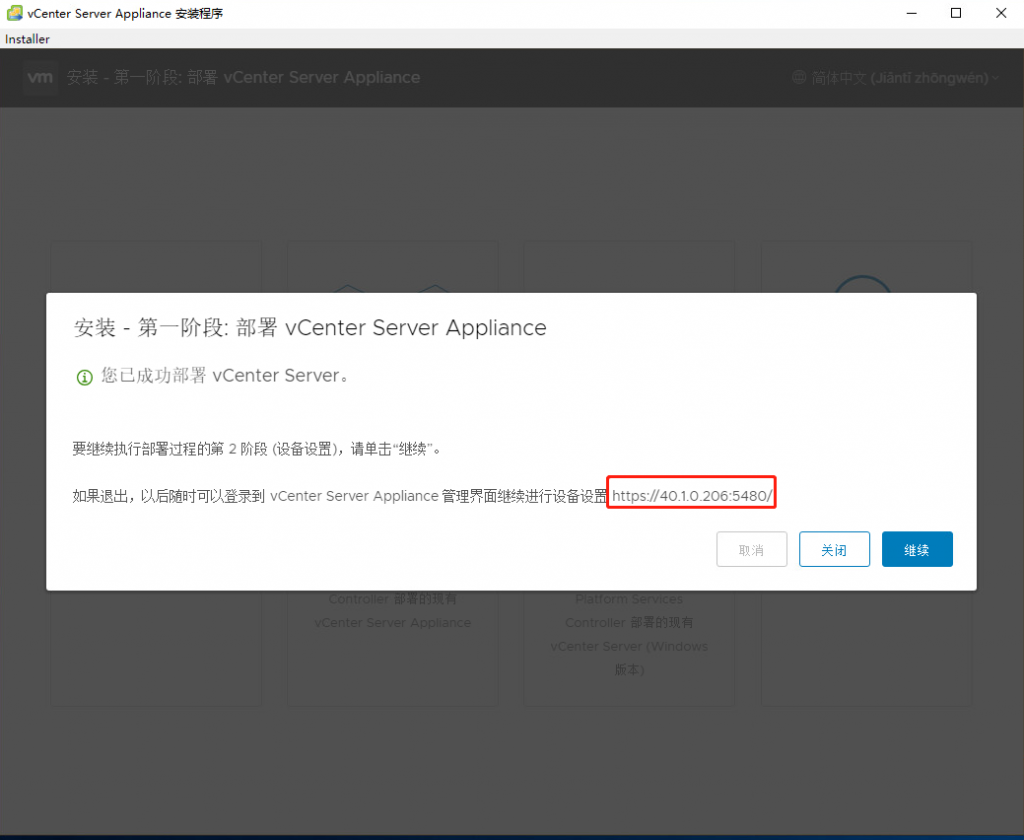 vCenter Server Appliance 安装程序
Installer
vm 安装 - 第一阶段: 部署 vCenter Server Appliance 简体中文 (Jiāntǐ zhōngwén)
安装 - 第一阶段: 部署 vCenter Server Appliance
您已成功部署 vCenter Server。
要继续执行部署过程的第 2 阶段 (设备设置)，请单击“继续”。
如果退出，以后随时可以登录到 vCenter Server Appliance 管理界面继续进行设备设置 https://40.1.0.206:5480/
取消 关闭 继续
Controller 部署的现有
vCenter Server Appliance
Platform Services
Controller 部署的现有
vCenter Server (Windows
版本)